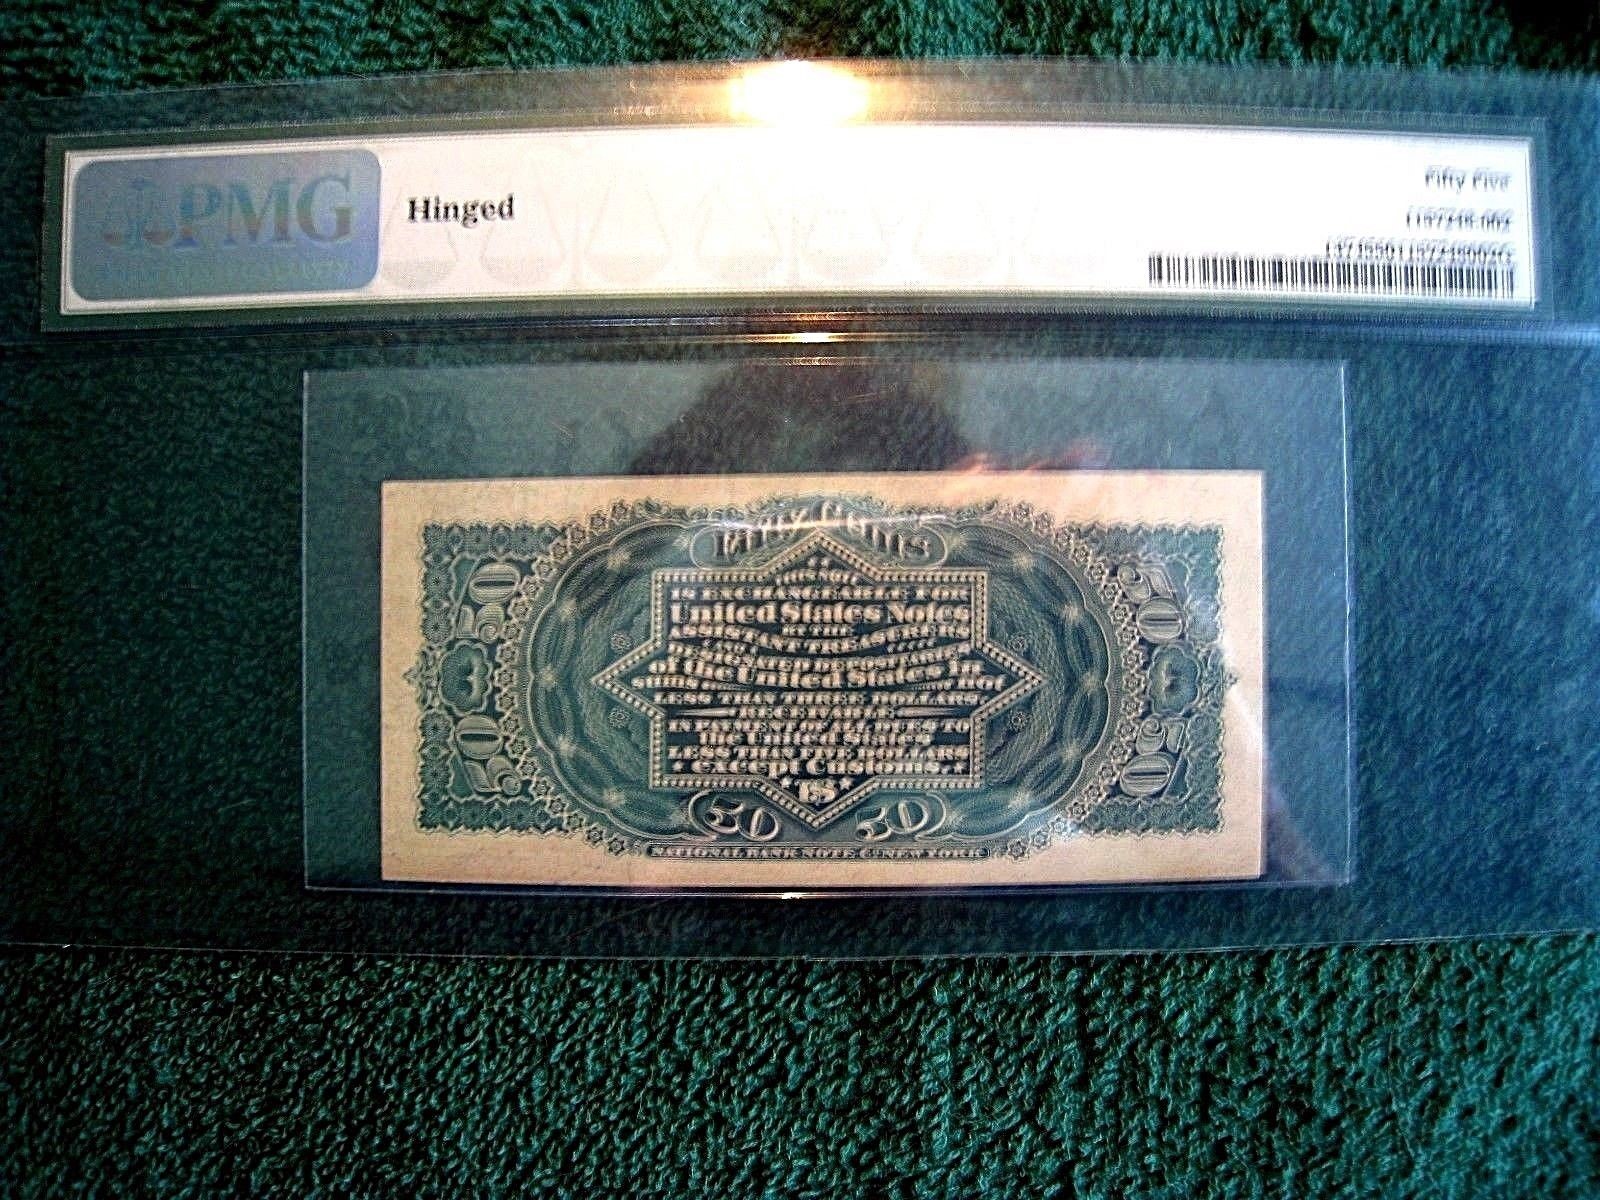 PMG
Hinged
Fifty Five
1157248-002
Fifty Cents
THIS NOTE
IS EXCHANGEABLE FOR
United States Notes
BY THE
ASSISTANT TREASURERS
AND
DESIGNATED DEPOSITARIES
of the United States in
sums not
LESS THAN THREE DOLLARS
RECEIVABLE
IN PAYMENT OF ALL DUES TO
The United States
LESS THAN FIVE DOLLARS
Except Customs.
50
50
50
50
50
50
NATIONAL BANK NOTE Co NEW YORK